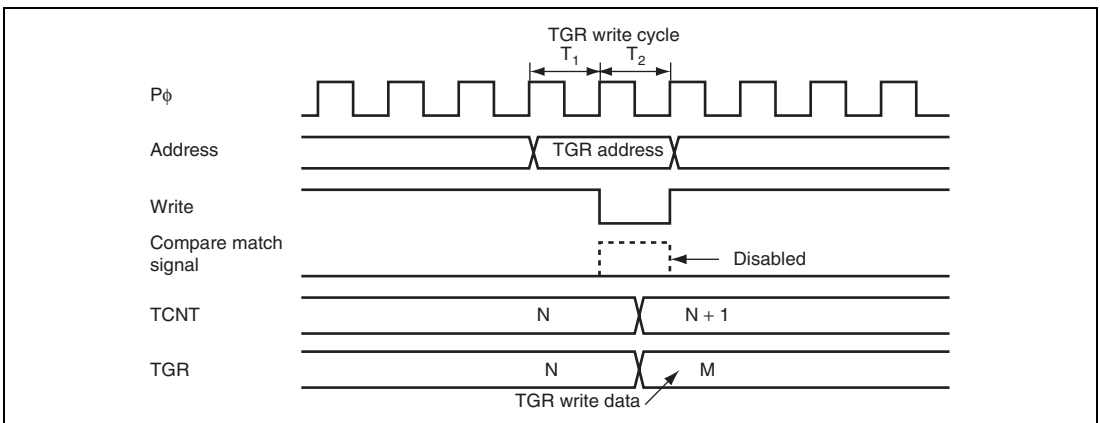 TGR write cycle
T1 T2
Pφ
Address TGR address
Write
Compare match
signal Disabled
TCNT N N + 1
TGR N M
TGR write data